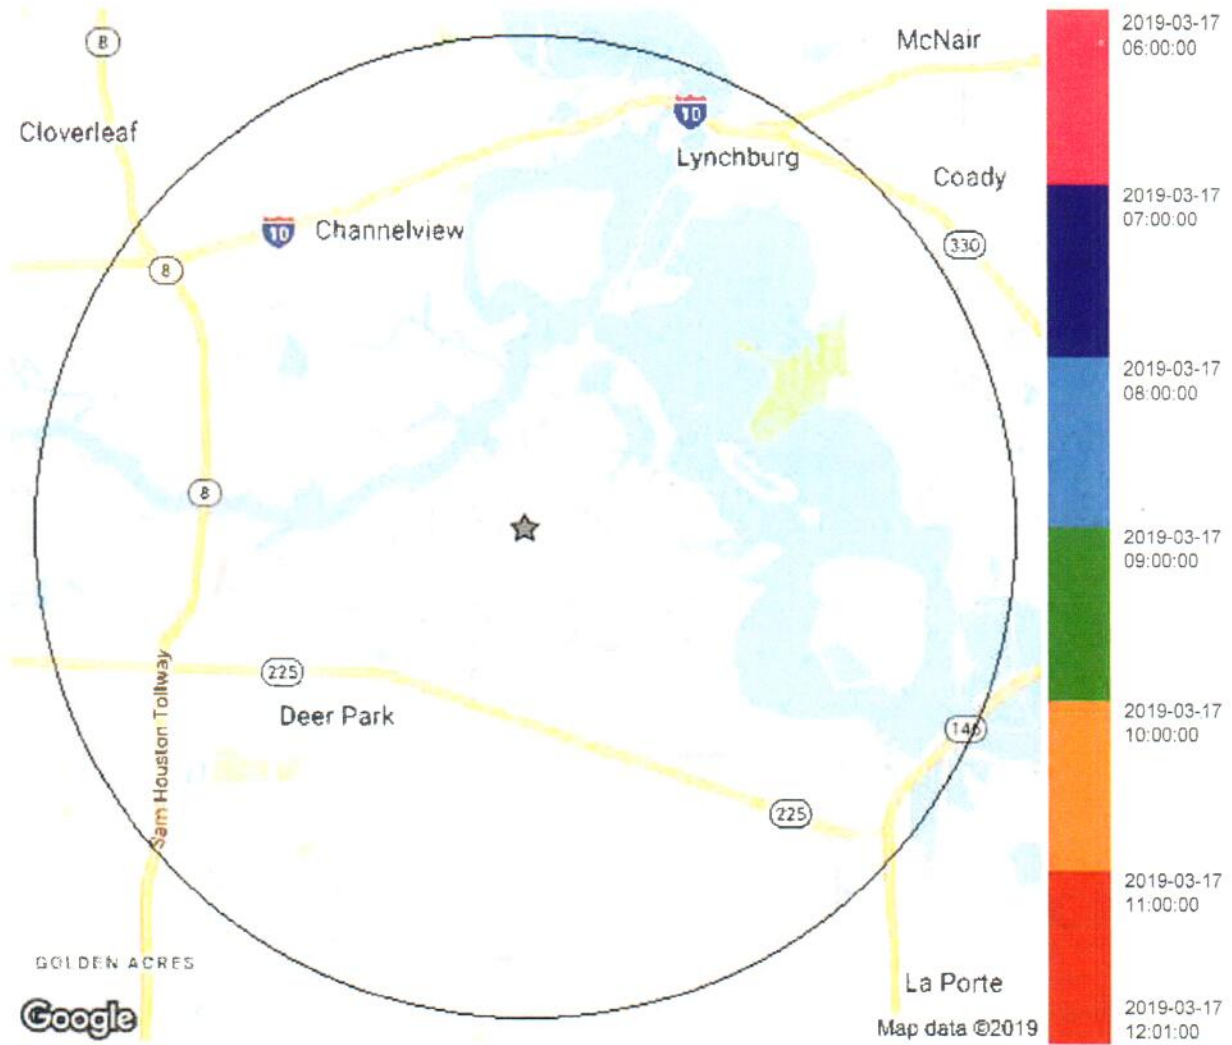 8
McNair
2019-03-17
06:00:00
Cloverleaf
10
Lynchburg
Coady
2019-03-17
07:00:00
10
Channelview
330
8
2019-03-17
08:00:00
8
2019-03-17
09:00:00
225
Sam Houston Tollway
Deer Park
146
2019-03-17
10:00:00
225
2019-03-17
11:00:00
GOLDEN ACRES
La Porte
Google
Map data ©2019
2019-03-17
12:01:00